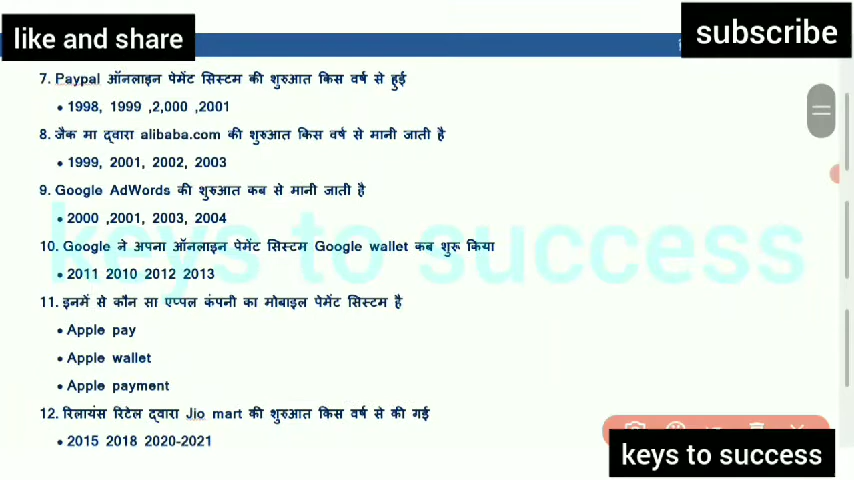 like and share
subscribe
7. Paypal ऑनलाइन पेमेंट सिस्टम की शुरुआत किस वर्ष से हुई
• 1998, 1999 ,2,000 ,2001
8. जैक मा द्वारा alibaba.com की शुरुआत किस वर्ष से मानी जाती है
• 1999, 2001, 2002, 2003
9. Google AdWords की शुरुआत कब से मानी जाती है
• 2000 ,2001, 2003, 2004
keys to success
10. Google ने अपना ऑनलाइन पेमेंट सिस्टम Google wallet कब शुरू किया
• 2011 2010 2012 2013
11. इनमें से कौन सा एप्पल कंपनी का मोबाइल पेमेंट सिस्टम है
• Apple pay
• Apple wallet
• Apple payment
12. रिलायंस रिटेल द्वारा Jio mart की शुरुआत किस वर्ष से की गई
• 2015 2018 2020-2021
keys to success